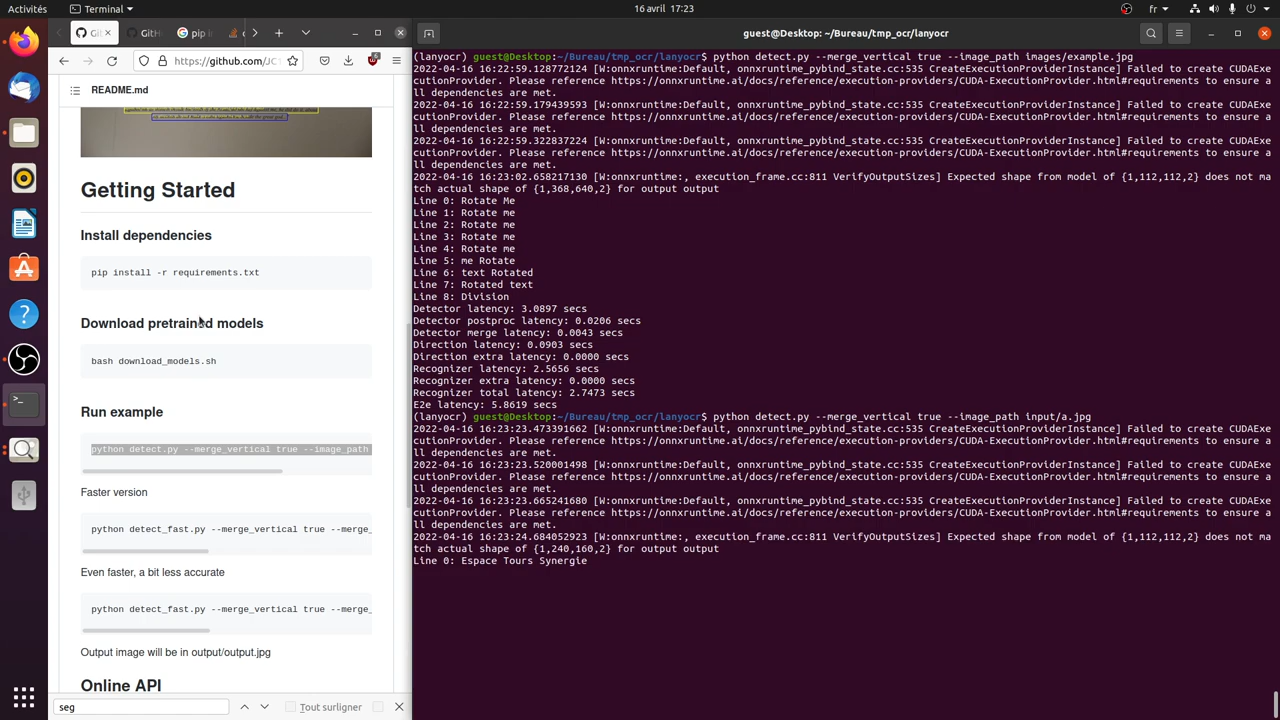 Activités
Terminal
16 avril 17:23
fr
Git
GitH
pip in
guest@Desktop: ~/Bureau/tmp_ocr/lanyocr
https://github.com/JC1
README.md
Getting Started
Install dependencies
pip install -r requirements.txt
Download pretrained models
bash download_models.sh
Run example
python detect.py --merge_vertical true --image_path
Faster version
python detect_fast.py --merge_vertical true --merge_
Even faster, a bit less accurate
python detect_fast.py --merge_vertical true --merge_
Output image will be in output/output.jpg
Online API
seg
Tout surligner
(lanyocr) guest@Desktop:~/Bureau/tmp_ocr/lanyocr$ python detect.py --merge_vertical true --image_path images/example.jpg
2022-04-16 16:22:59.128772124 [W:onnxruntime:Default, onnxruntime_pybind_state.cc:535 CreateExecutionProviderInstance] Failed to create CUDAExe
cutionProvider. Please reference https://onnxruntime.ai/docs/reference/execution-providers/CUDA-ExecutionProvider.html#requirements to ensure a
ll dependencies are met.
2022-04-16 16:22:59.179439593 [W:onnxruntime:Default, onnxruntime_pybind_state.cc:535 CreateExecutionProviderInstance] Failed to create CUDAExe
cutionProvider. Please reference https://onnxruntime.ai/docs/reference/execution-providers/CUDA-ExecutionProvider.html#requirements to ensure a
ll dependencies are met.
2022-04-16 16:22:59.322837224 [W:onnxruntime:Default, onnxruntime_pybind_state.cc:535 CreateExecutionProviderInstance] Failed to create CUDAExe
cutionProvider. Please reference https://onnxruntime.ai/docs/reference/execution-providers/CUDA-ExecutionProvider.html#requirements to ensure a
ll dependencies are met.
2022-04-16 16:23:02.658217130 [W:onnxruntime:, execution_frame.cc:811 VerifyOutputSizes] Expected shape from model of {1,112,112,2} does not ma
tch actual shape of {1,368,640,2} for output output
Line 0: Rotate Me
Line 1: Rotate me
Line 2: Rotate me
Line 3: Rotate me
Line 4: Rotate me
Line 5: me Rotate
Line 6: text Rotated
Line 7: Rotated text
Line 8: Division
Detector latency: 3.0897 secs
Detector postproc latency: 0.0206 secs
Detector merge latency: 0.0043 secs
Direction latency: 0.0903 secs
Direction extra latency: 0.0000 secs
Recognizer latency: 2.5656 secs
Recognizer extra latency: 0.0000 secs
Recognizer total latency: 2.7473 secs
E2e latency: 5.8619 secs
(lanyocr) guest@Desktop:~/Bureau/tmp_ocr/lanyocr$ python detect.py --merge_vertical true --image_path input/a.jpg
2022-04-16 16:23:23.473391662 [W:onnxruntime:Default, onnxruntime_pybind_state.cc:535 CreateExecutionProviderInstance] Failed to create CUDAExe
cutionProvider. Please reference https://onnxruntime.ai/docs/reference/execution-providers/CUDA-ExecutionProvider.html#requirements to ensure a
ll dependencies are met.
2022-04-16 16:23:23.520001498 [W:onnxruntime:Default, onnxruntime_pybind_state.cc:535 CreateExecutionProviderInstance] Failed to create CUDAExe
cutionProvider. Please reference https://onnxruntime.ai/docs/reference/execution-providers/CUDA-ExecutionProvider.html#requirements to ensure a
ll dependencies are met.
2022-04-16 16:23:23.665241680 [W:onnxruntime:Default, onnxruntime_pybind_state.cc:535 CreateExecutionProviderInstance] Failed to create CUDAExe
cutionProvider. Please reference https://onnxruntime.ai/docs/reference/execution-providers/CUDA-ExecutionProvider.html#requirements to ensure a
ll dependencies are met.
2022-04-16 16:23:24.684052923 [W:onnxruntime:, execution_frame.cc:811 VerifyOutputSizes] Expected shape from model of {1,112,112,2} does not ma
tch actual shape of {1,240,160,2} for output output
Line 0: Espace Tours Synergie